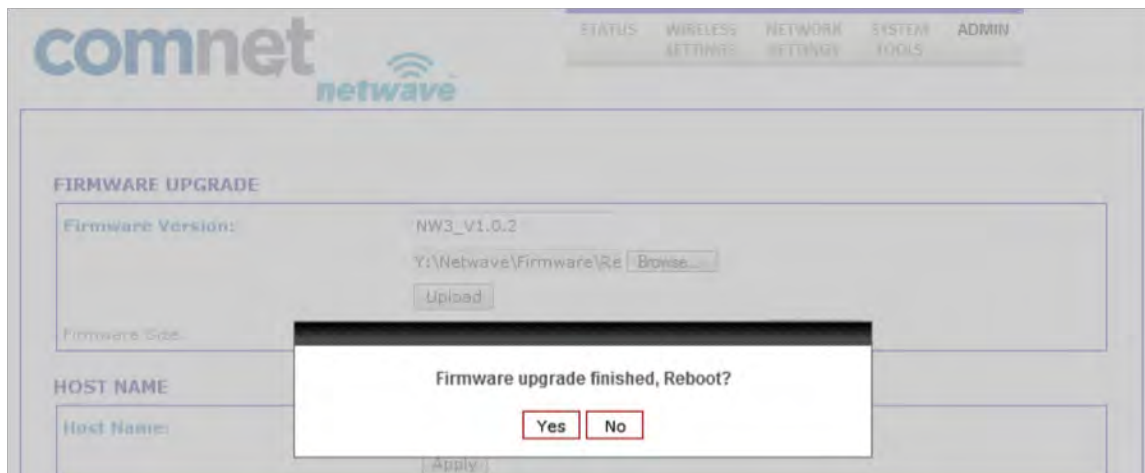 comnet
netwave
STATUS WIRELESS SETTINGS NETWORK SETTINGS SYSTEM TOOLS ADMIN
FIRMWARE UPGRADE
Firmware Version: NW3_V1.0.2
Y:\Netwave\Firmware\Re Browse...
Upload
Firmware Size
Firmware upgrade finished, Reboot?
Yes No
HOST NAME
Host Name:
Apply